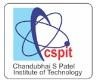 cspit
Chandubhai S Patel
Institute of Technology